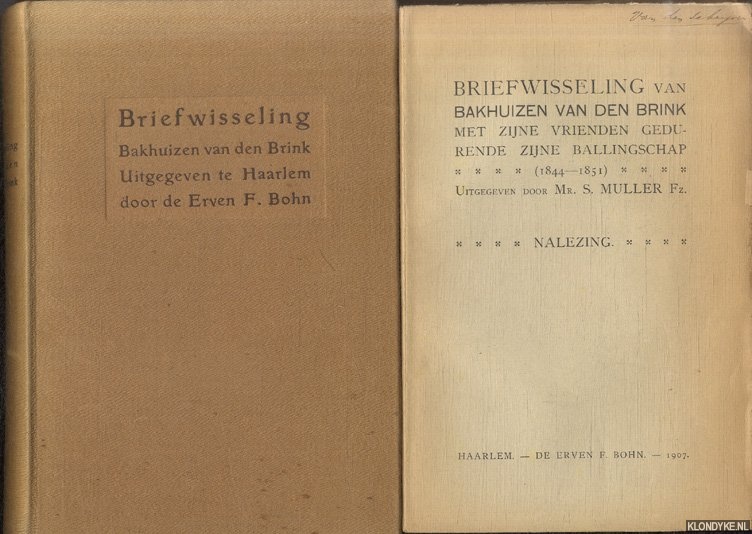 Briefwisseling
Bakhuizen van den Brink
Uitgegeven te Haarlem
door de Erven F. Bohn
BRIEFWISSELING VAN
BAKHUIZEN VAN DEN BRINK
MET ZIJNE VRIENDEN GEDU-
RENDE ZIJNE BALLINGSCHAP
(1844—1851)
UITGEGEVEN DOOR MR. S. MULLER FZ.
NALEZING.
HAARLEM. — DE ERVEN F. BOHN. — 1907.
KLONDYKE.NL